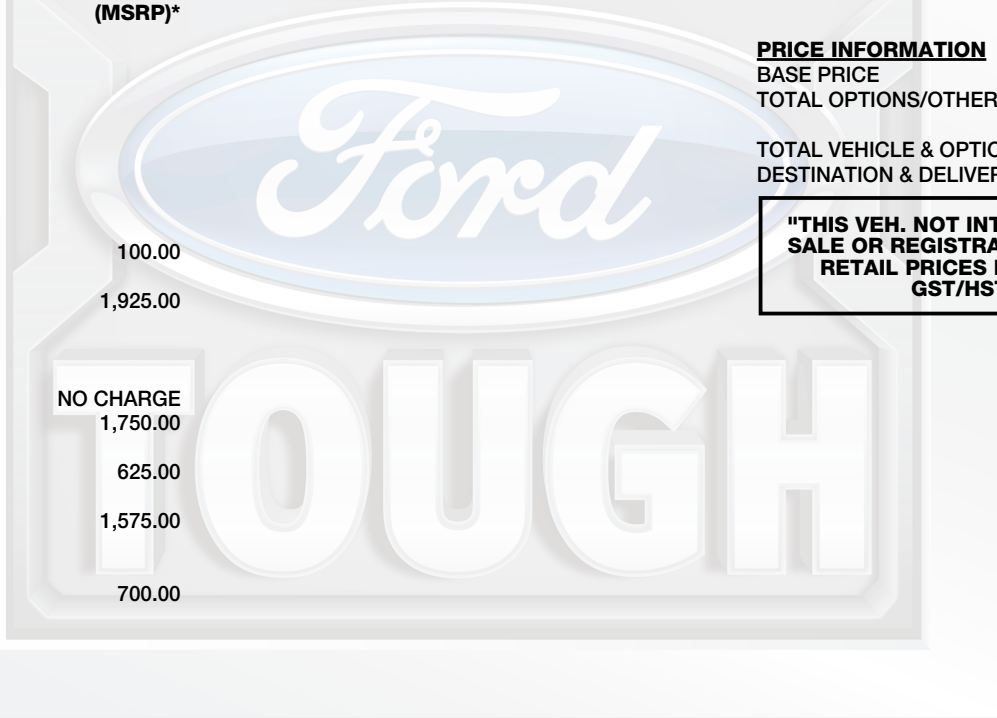 (MSRP)*
100.00
1,925.00
NO CHARGE
1,750.00
625.00
1,575.00
700.00
PRICE INFORMATION
BASE PRICE
TOTAL OPTIONS/OTHER
TOTAL VEHICLE & OPTIO
DESTINATION & DELIVER
"THIS VEH. NOT INT
SALE OR REGISTRA
RETAIL PRICES
GST/HST
Ford
TOUGH